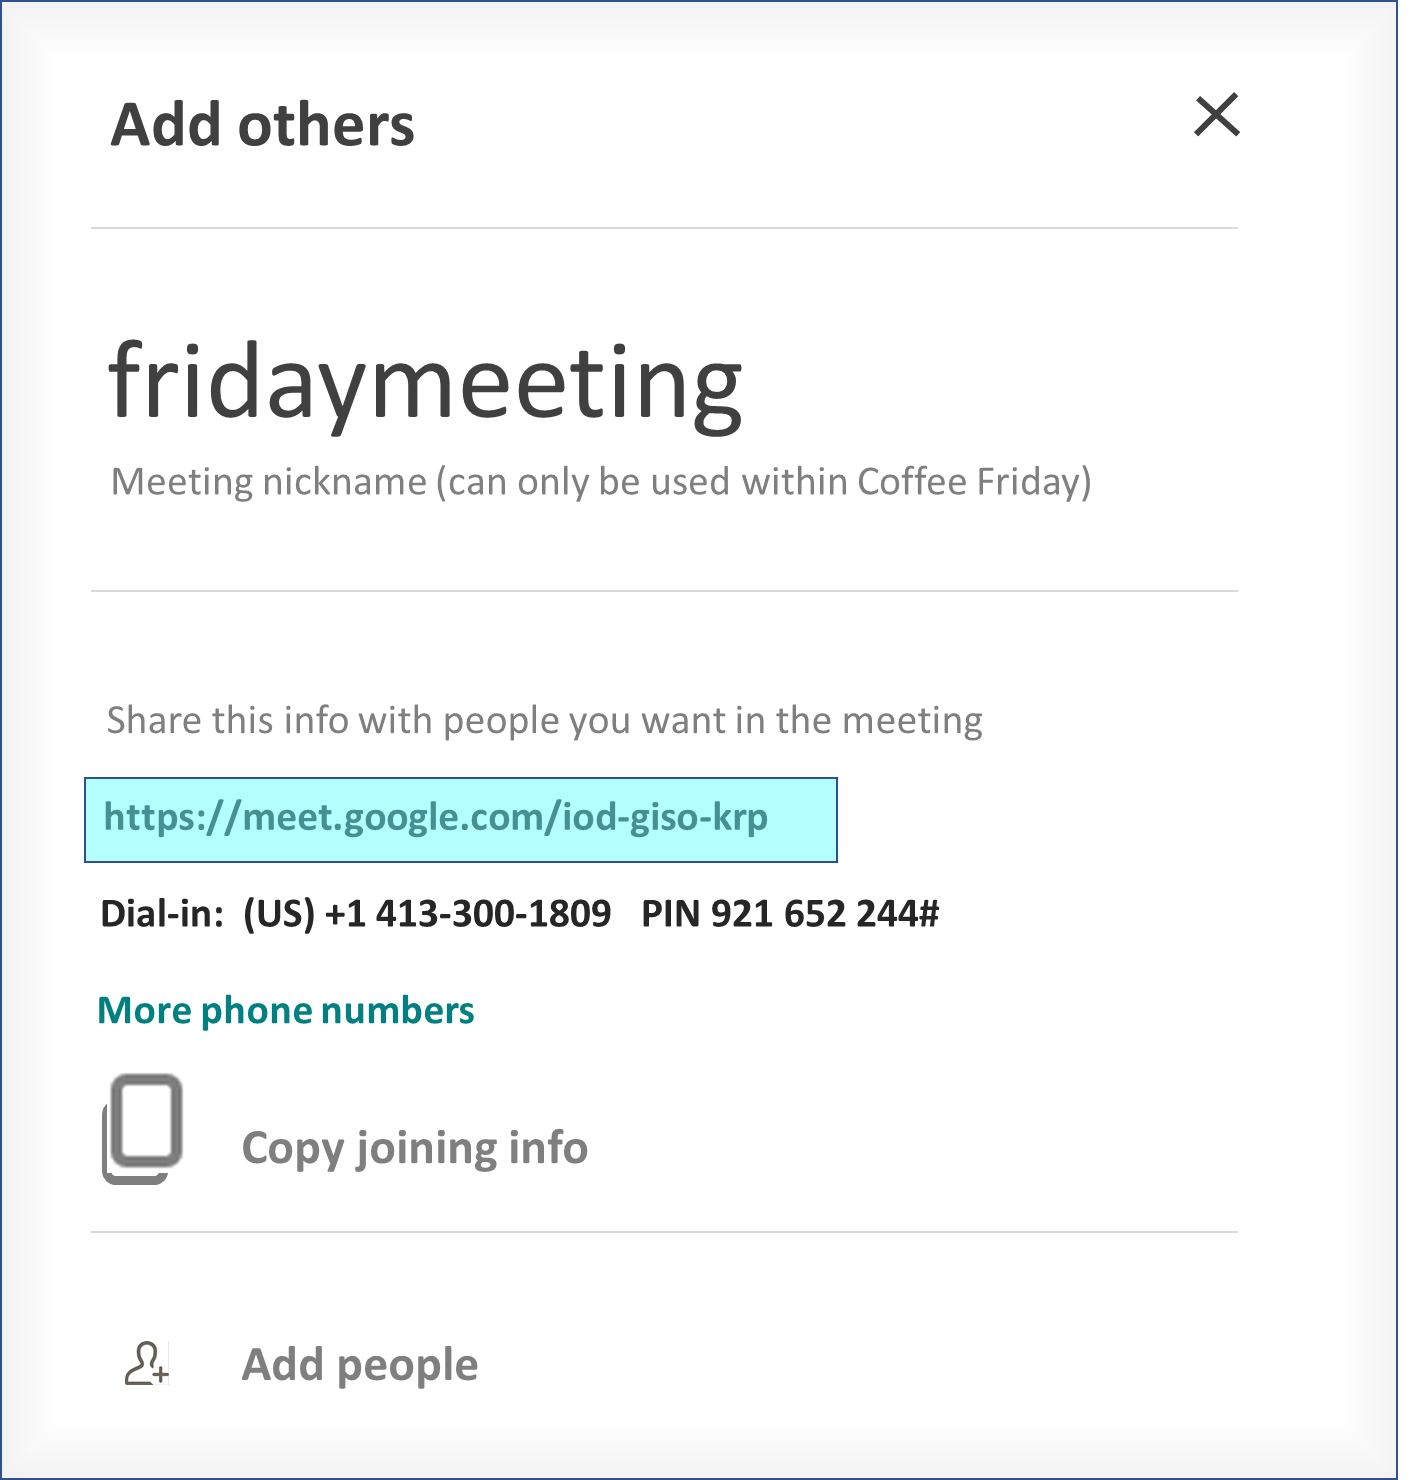 Add others
fridaymeeting
Meeting nickname (can only be used within Coffee Friday)
Share this info with people you want in the meeting
https://meet.google.com/iod-giso-krp
Dial-in: (US) +1 413-300-1809 PIN 921 652 244#
More phone numbers
Copy joining info
Add people